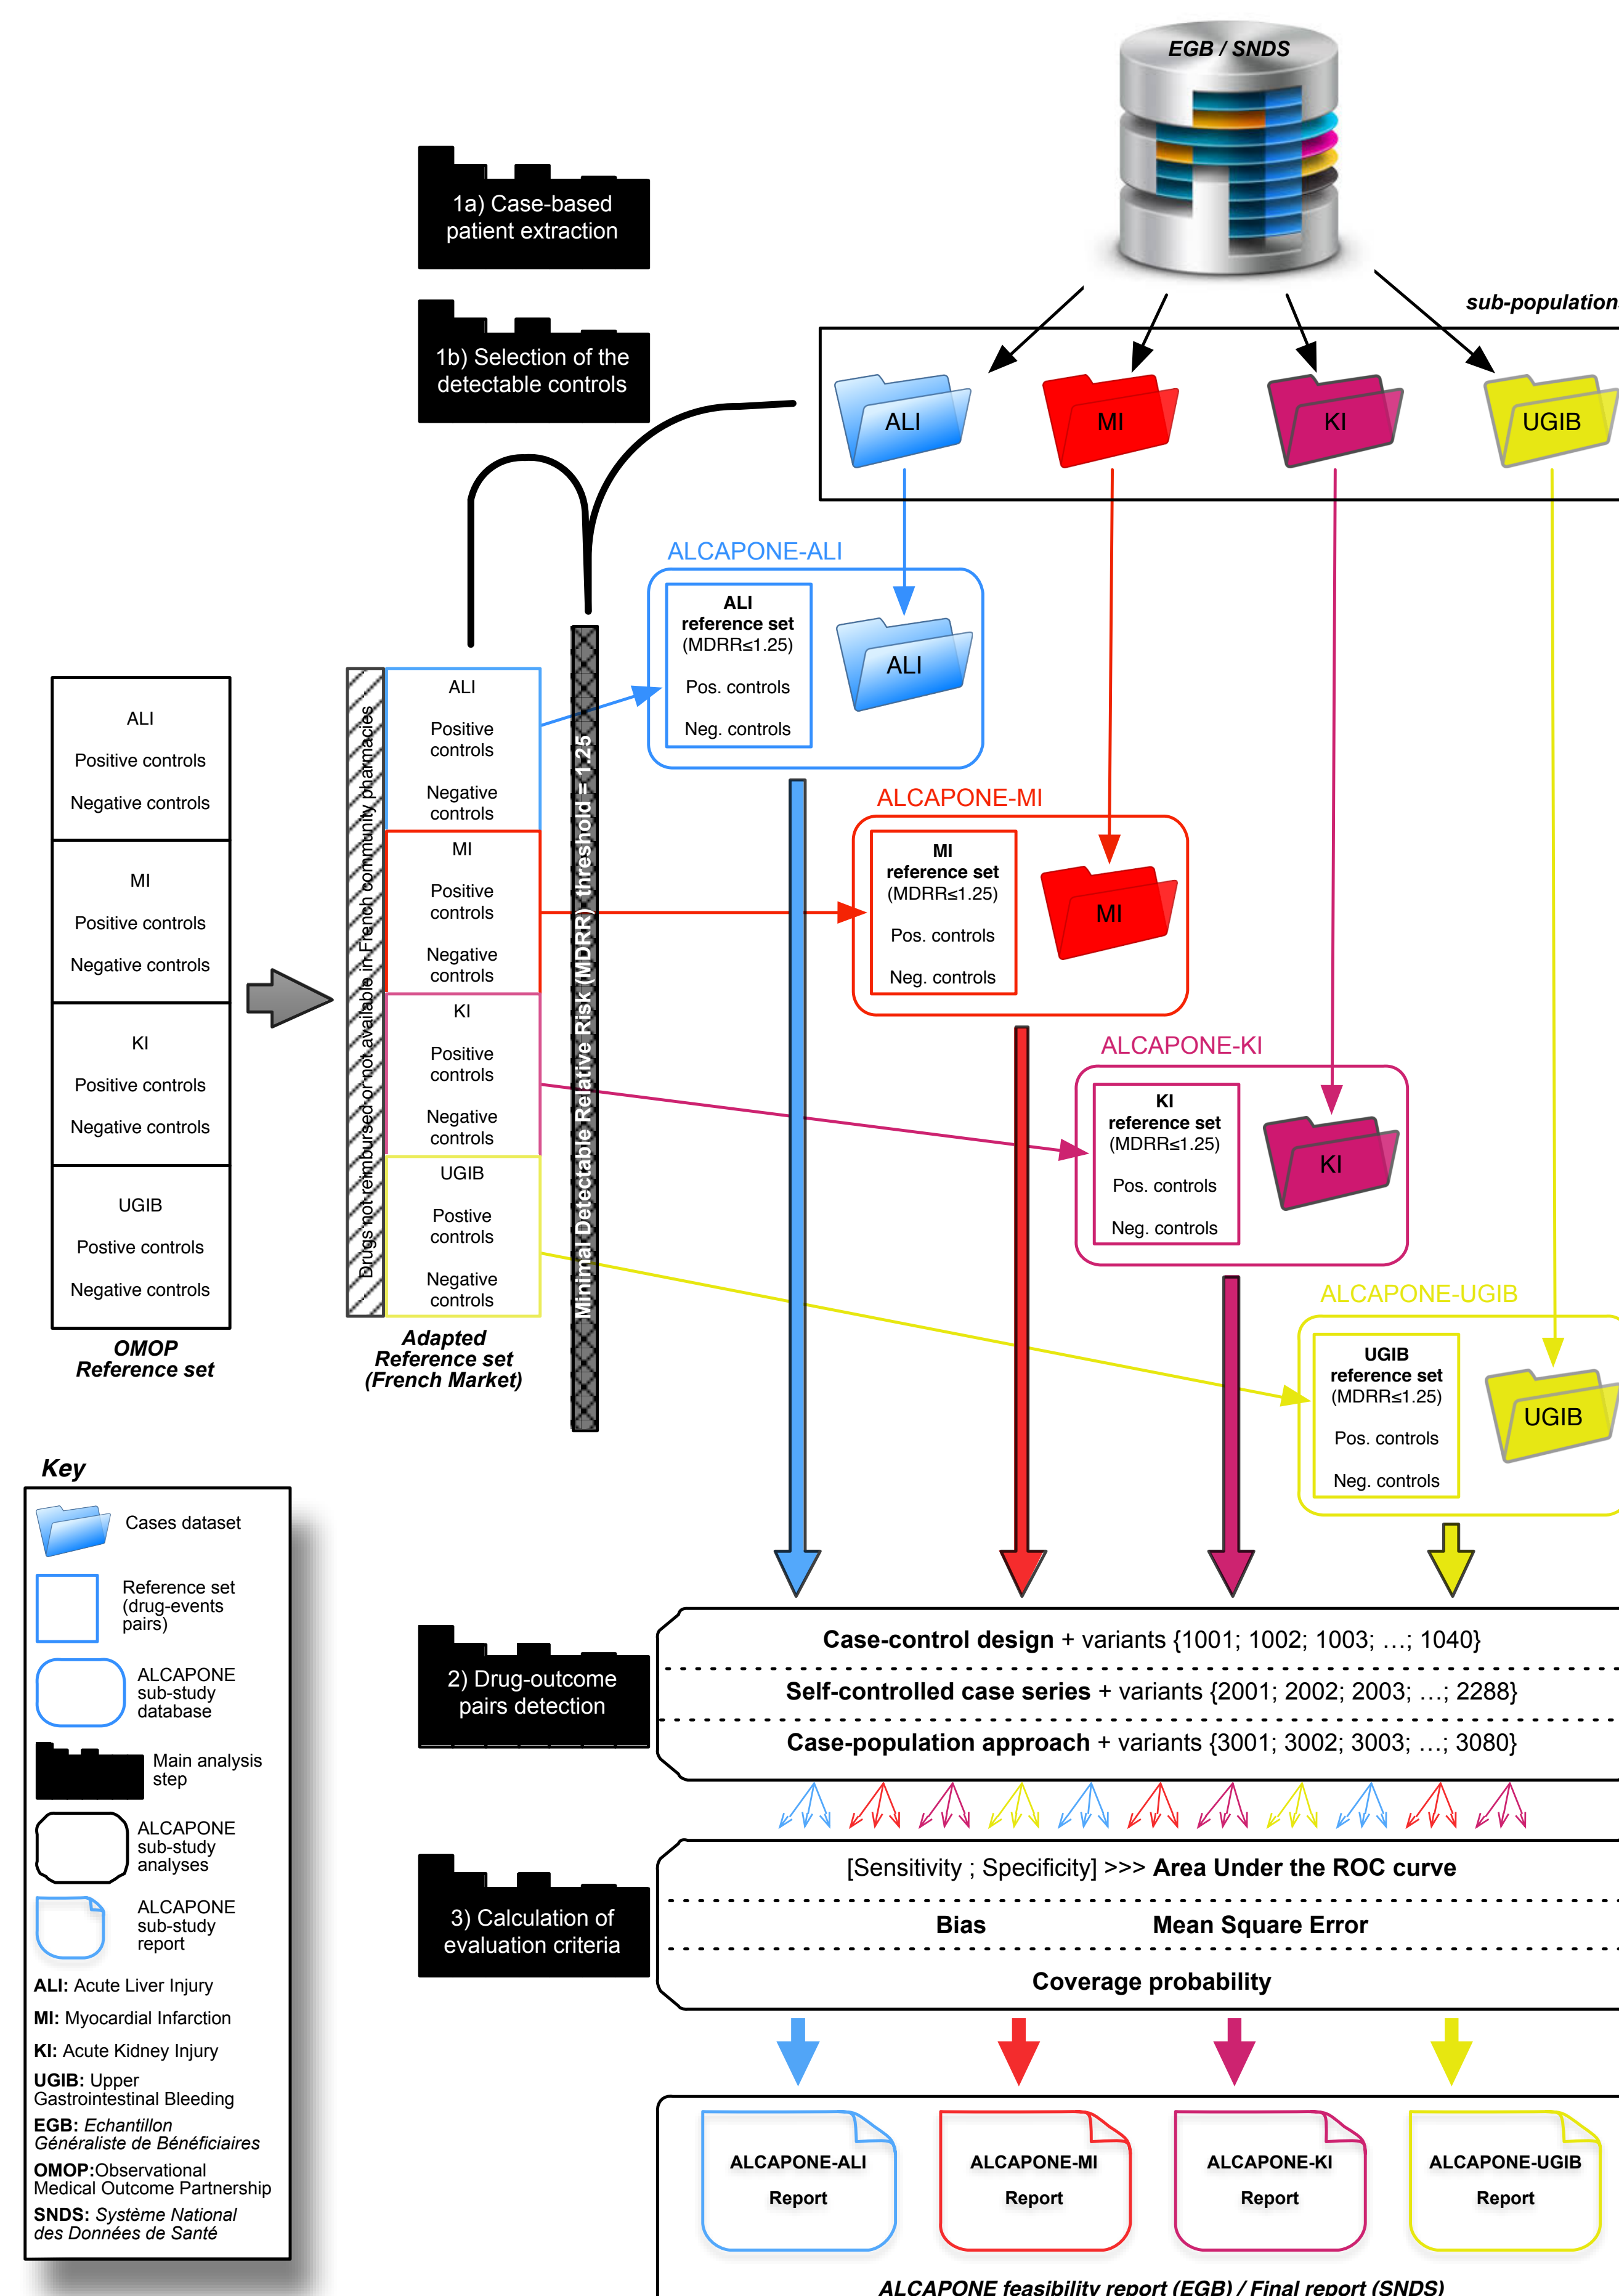 EGB / SNDS
1a) Case-based
patient extraction
sub-populations
1b) Selection of the
detectable controls
ALI
MI
KI
UGIB
ALCAPONE-ALI
ALI
reference set
(MDRR≤1.25)
Pos. controls
Neg. controls
ALI
ALCAPONE-MI
MI
reference set
(MDRR≤1.25)
Pos. controls
Neg. controls
MI
ALCAPONE-KI
KI
reference set
(MDRR≤1.25)
Pos. controls
Neg. controls
KI
ALCAPONE-UGIB
UGIB
reference set
(MDRR≤1.25)
Pos. controls
Neg. controls
UGIB
ALI
Positive controls
Negative controls
MI
Positive controls
Negative controls
KI
Positive controls
Negative controls
UGIB
Postive controls
Negative controls
OMOP
Reference set
Drugs not reimbursed or not available in French community pharmacies
ALI
Positive
controls
Negative
controls
MI
Positive
controls
Negative
controls
KI
Positive
controls
Negative
controls
UGIB
Postive
controls
Negative
controls
Adapted
Reference set
(French Market)
Minimal Detectable Relative Risk (MDRR) threshold = 1.25
Key
Cases dataset
Reference set
(drug-events
pairs)
ALCAPONE
sub-study
database
Main analysis
step
ALCAPONE
sub-study
analyses
ALCAPONE
sub-study
report
ALI: Acute Liver Injury
MI: Myocardial Infarction
KI: Acute Kidney Injury
UGIB: Upper
Gastrointestinal Bleeding
EGB: Echantillon
Généraliste de Bénéficiaires
OMOP:Observational
Medical Outcome Partnership
SNDS: Système National
des Données de Santé
2) Drug-outcome
pairs detection
Case-control design + variants {1001; 1002; 1003; …; 1040}
Self-controlled case series + variants {2001; 2002; 2003; …; 2288}
Case-population approach + variants {3001; 3002; 3003; …; 3080}
3) Calculation of
evaluation criteria
[Sensitivity ; Specificity] >>> Area Under the ROC curve
Bias Mean Square Error
Coverage probability
ALCAPONE-ALI
Report
ALCAPONE-MI
Report
ALCAPONE-KI
Report
ALCAPONE-UGIB
Report
ALCAPONE feasibility report (EGB) / Final report (SNDS)